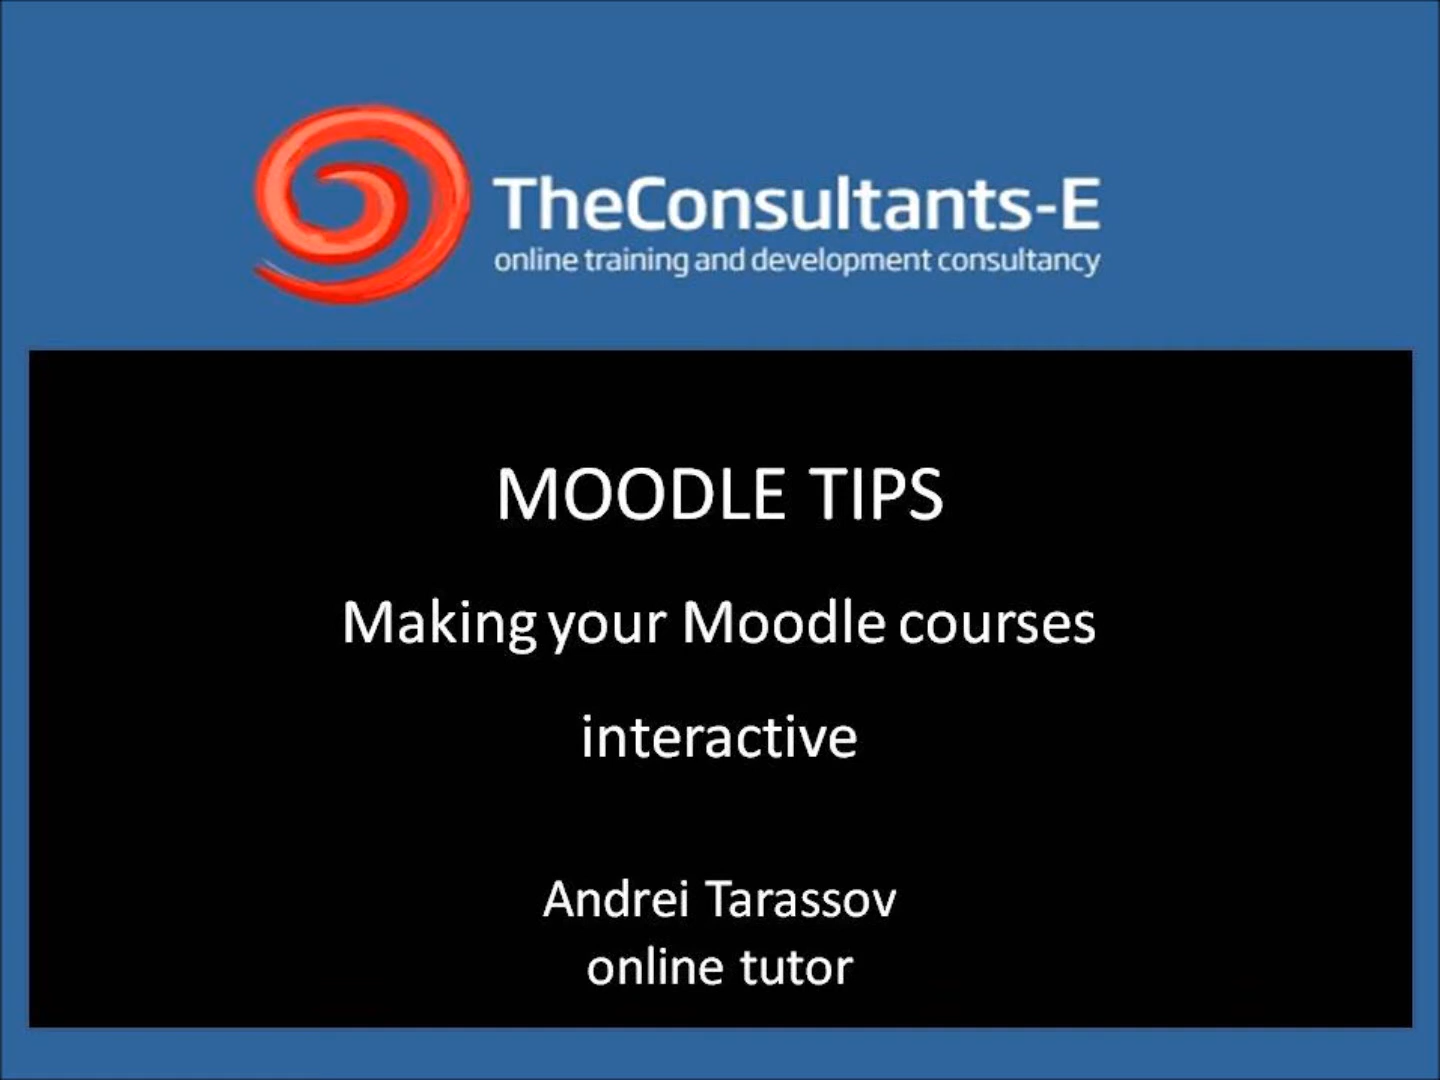 TheConsultants-E
online training and development consultancy
MOODLE TIPS
Making your Moodle courses
interactive
Andrei Tarassov
online tutor